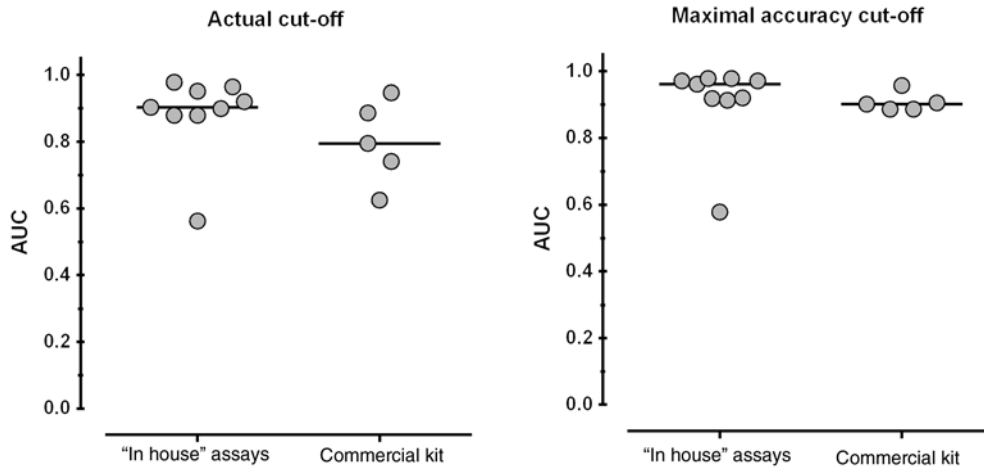 Actual cut-off
AUC
1.0
0.8
0.6
0.4
0.2
0.0
“In house” assays
Commercial kit
Maximal accuracy cut-off
AUC
1.0
0.8
0.6
0.4
0.2
0.0
“In house” assays
Commercial kit